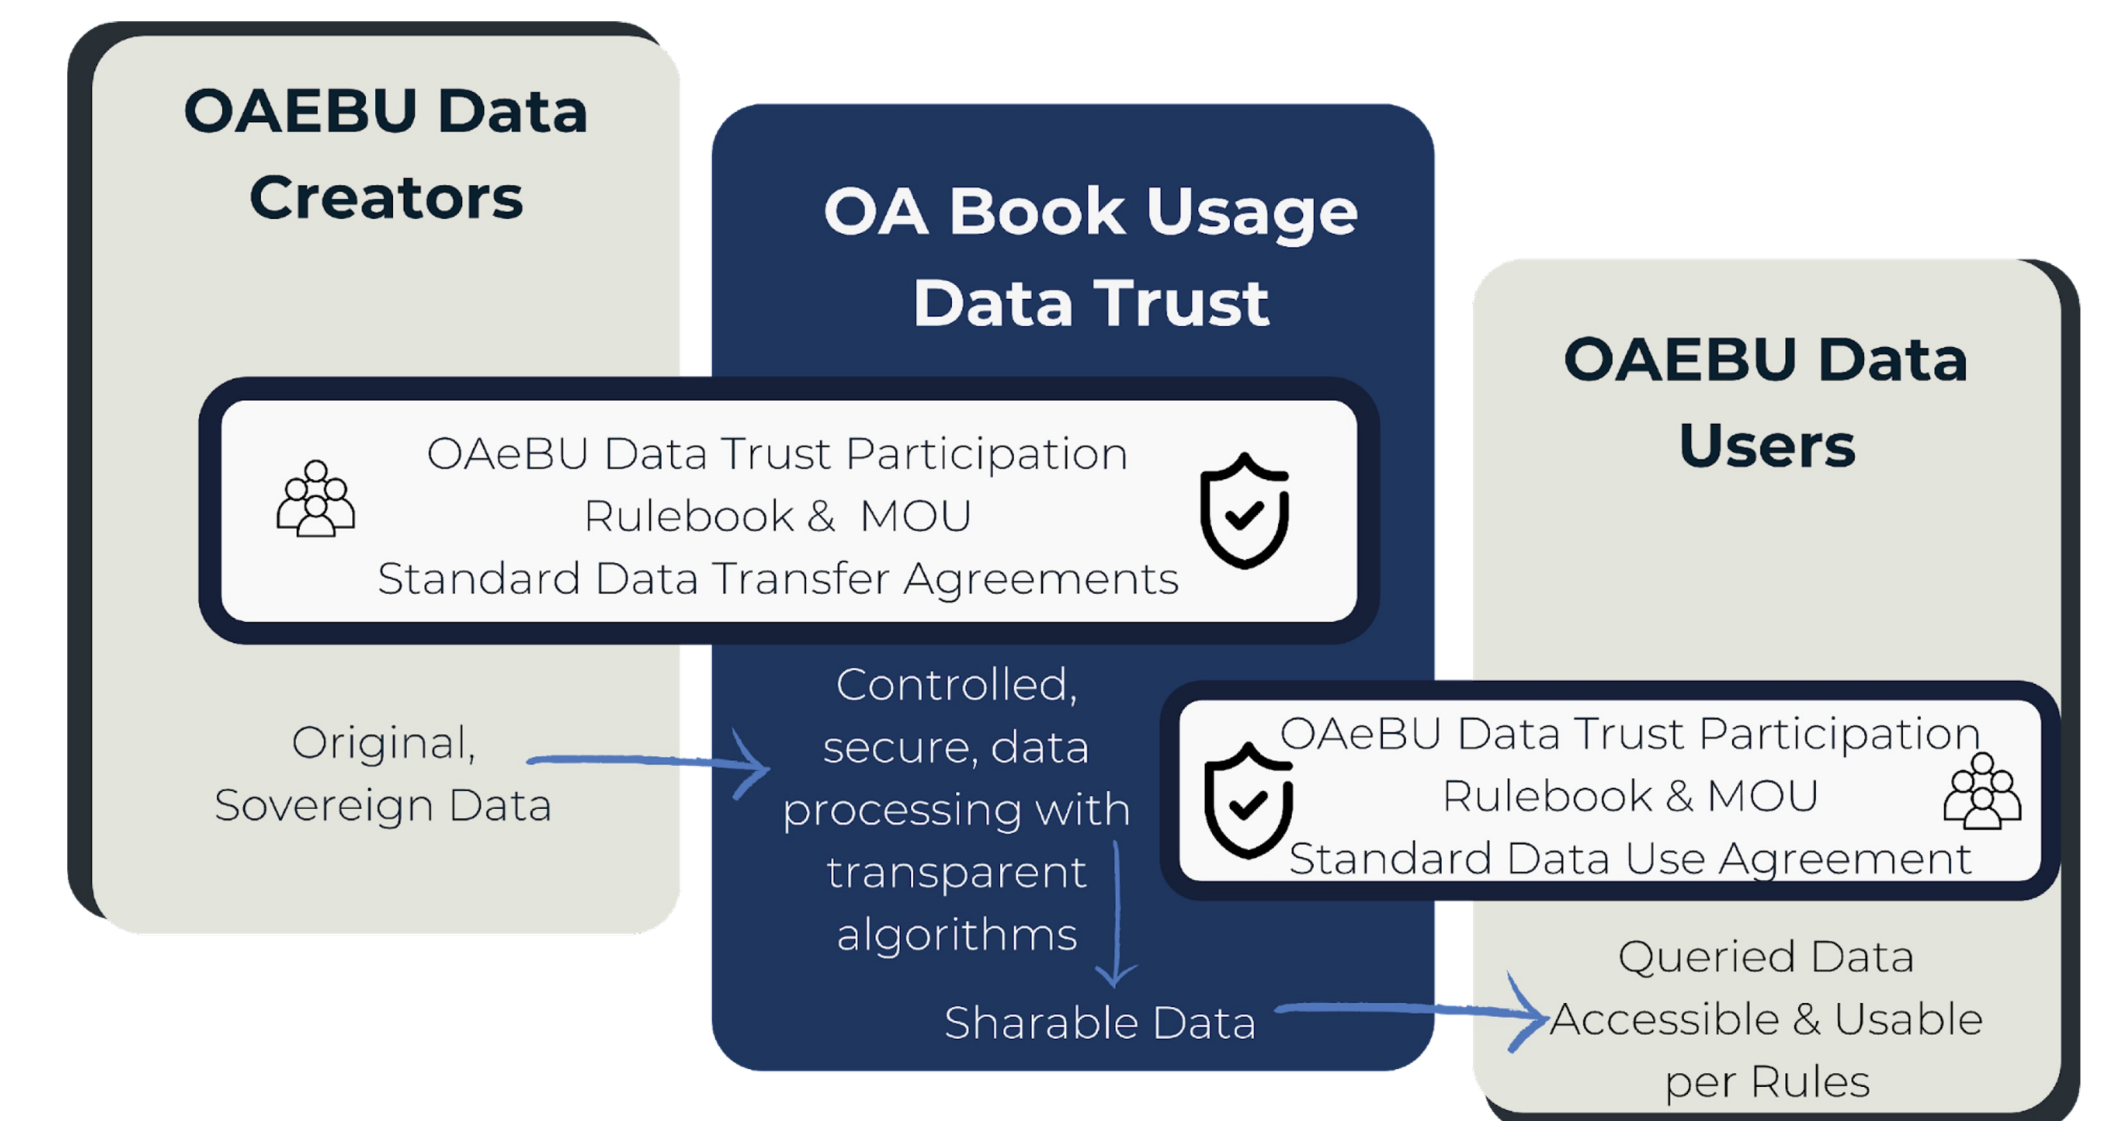 OAEBU Data
Creators
OAeBU Data Trust Participation
Rulebook & MOU
Standard Data Transfer Agreements
Original,
Sovereign Data
OA Book Usage
Data Trust
Controlled,
secure, data
processing with
transparent
algorithms
Sharable Data
OAEBU Data
Users
OAeBU Data Trust Participation
Rulebook & MOU
Standard Data Use Agreement
Queried Data
Accessible & Usable
per Rules